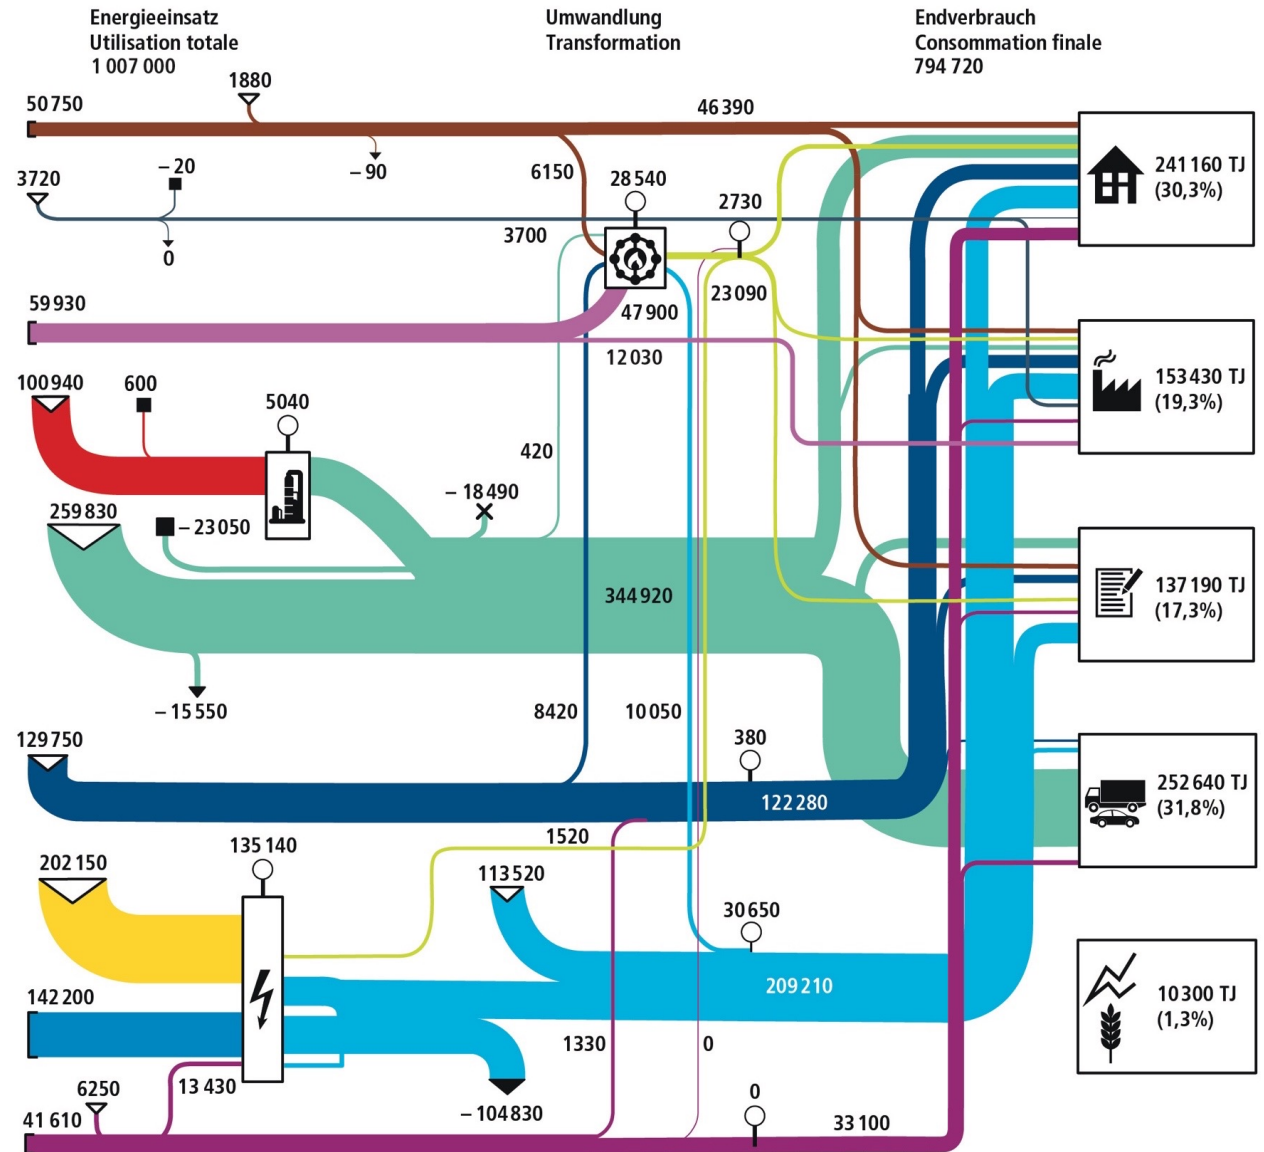 Energieeinsatz
Utilisation totale
1 007 000
Umwandlung
Transformation
Endverbrauch
Consommation finale
794 720
1880
50 750
46 390
– 90
– 20
3720
0
6150
28 540
2730
3700
23 090
241 160 TJ
(30,3%)
59 930
47 900
12 030
153 430 TJ
(19,3%)
100 940
600
5040
420
– 18 490
259 830
– 23 050
344 920
137 190 TJ
(17,3%)
– 15 550
8420
10 050
129 750
380
122 280
252 640 TJ
(31,8%)
1520
135 140
202 150
113 520
30 650
209 210
142 200
10 300 TJ
(1,3%)
1330
0
13 430
6250
– 104 830
0
41 610
33 100